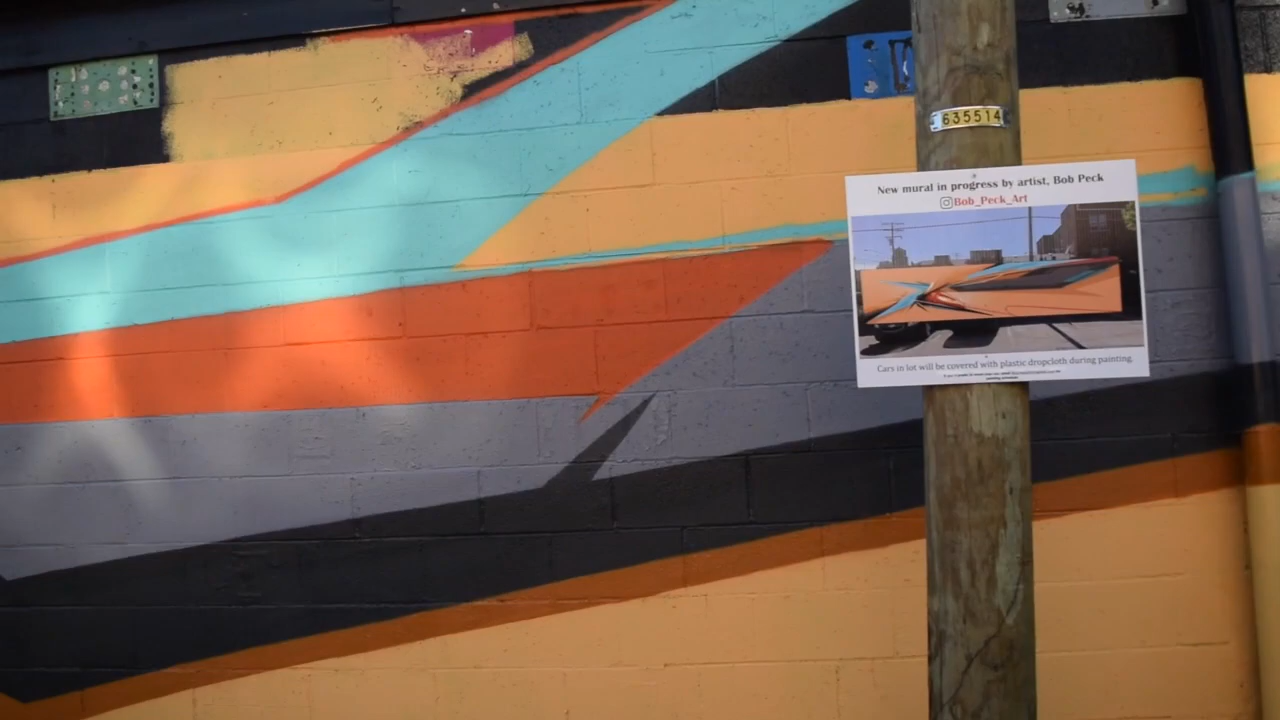 635514
New mural in progress by artist, Bob Peck
Bob_Peck_Art
Cars in lot will be covered with plastic dropcloth during painting.